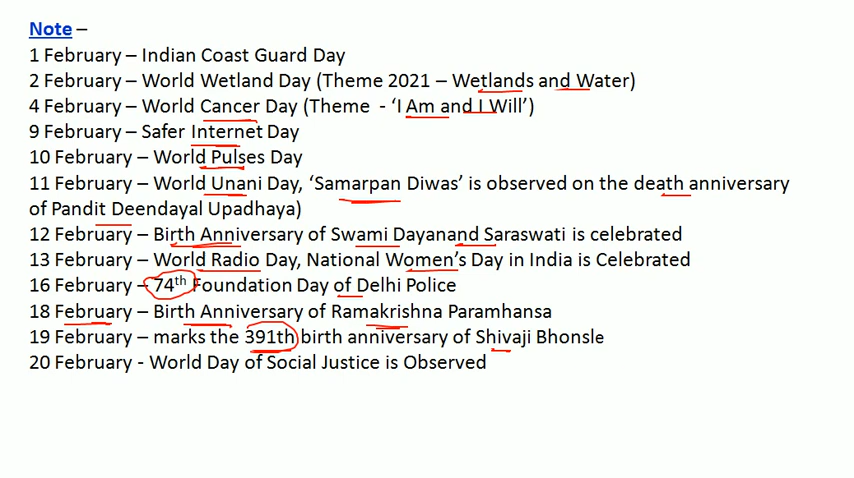 Note –
1 February – Indian Coast Guard Day
2 February – World Wetland Day (Theme 2021 – Wetlands and Water)
4 February – World Cancer Day (Theme - ‘I Am and I Will’)
9 February – Safer Internet Day
10 February – World Pulses Day
11 February – World Unani Day, ‘Samarpan Diwas’ is observed on the death anniversary
of Pandit Deendayal Upadhaya)
12 February – Birth Anniversary of Swami Dayanand Saraswati is celebrated
13 February – World Radio Day, National Women’s Day in India is Celebrated
16 February – 74th Foundation Day of Delhi Police
18 February – Birth Anniversary of Ramakrishna Paramhansa
19 February – marks the 391th birth anniversary of Shivaji Bhonsle
20 February - World Day of Social Justice is Observed